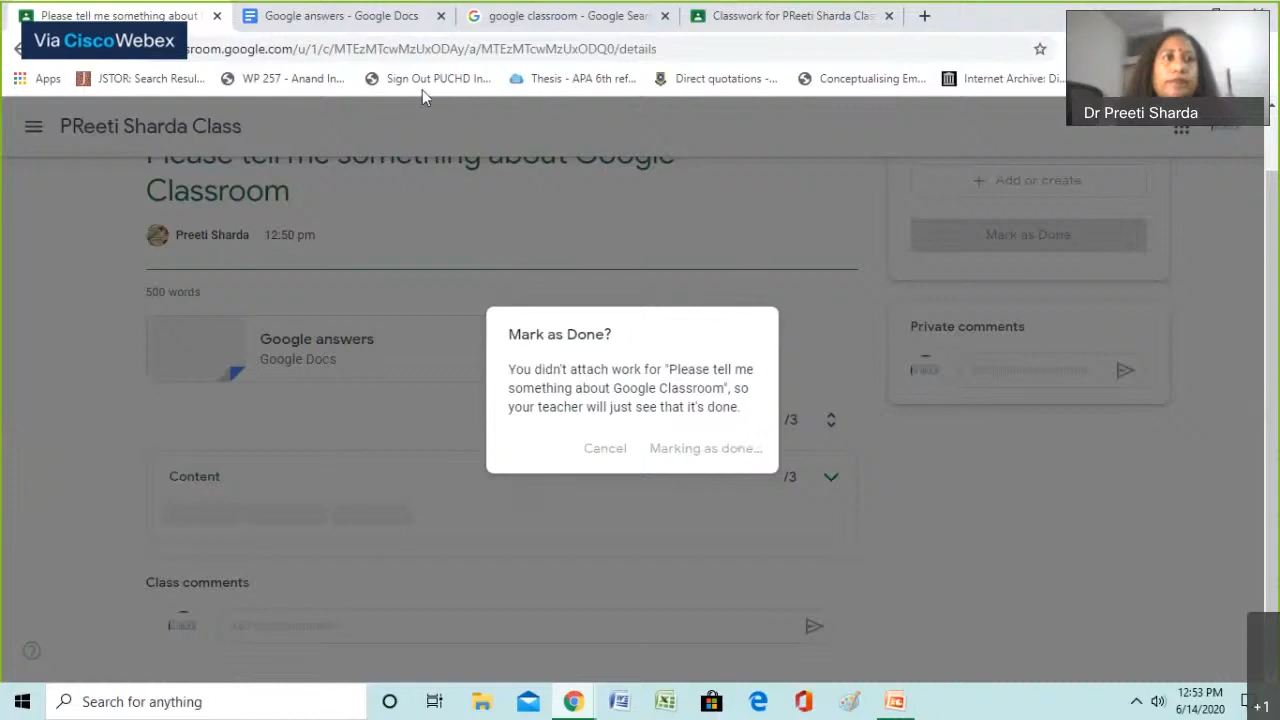 Please tell me something about
Google answers - Google Docs
google classroom - Google Sear
Classwork for PReeti Sharda Clas
Via CiscoWebex
room.google.com/u/1/c/MTEzMTcwMzUxODAy/a/MTEzMTcwMzUxODQ0/details
Apps
JSTOR: Search Resul...
WP 257 - Anand In...
Sign Out PUCHD In...
Thesis - APA 6th ref...
Direct quotations -...
Conceptualising Em...
Internet Archive: Di
Dr Preeti Sharda
PReeti Sharda Class
Please tell me something about Google
Classroom
Preeti Sharda 12:50 pm
500 words
Google answers
Google Docs
/3
Content
/3
Class comments
Add or create
Mark as Done
Private comments
Mark as Done?
You didn't attach work for "Please tell me
something about Google Classroom", so
your teacher will just see that it's done.
Cancel
Marking as done...
Search for anything
12:53 PM
6/14/2020
+1